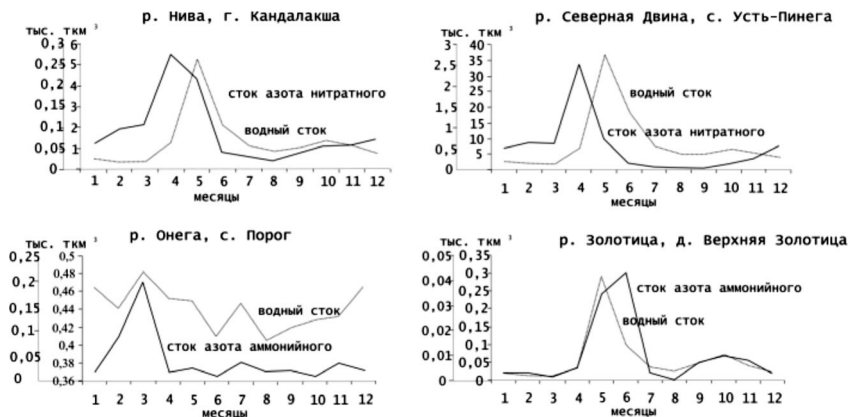 р. Нива, г. Кандалакша
тыс. т км ³
0,3 6
0,25 5
0,2 4
0,15 3
0,1 2
0,05 1
0
сток азота нитратного
водный сток
1 2 3 4 5 6 7 8 9 10 11 12
месяцы
р. Северная Двина, с. Усть-Пинега
тыс. т км ³
3 40
2,5 35
30
2 25
1,5 20
1 15
10
0,5 5
0
водный сток
сток азота нитратного
1 2 3 4 5 6 7 8 9 10 11 12
месяцы
р. Онега, с. Порог
тыс. т км ³
0,25 0,5
0,2 0,48
0,46
0,15 0,44
0,42
0,1 0,4
0,05 0,38
0 0,36
водный сток
сток азота аммонийного
1 2 3 4 5 6 7 8 9 10 11 12
месяцы
р. Золотица, д. Верхняя Золотица
тыс. т км ³
0,05 0,35
0,04 0,3
0,25
0,03 0,2
0,02 0,15
0,01 0,1
0,05
0 0
сток азота аммонийного
водный сток
1 2 3 4 5 6 7 8 9 10 11 12
месяцы